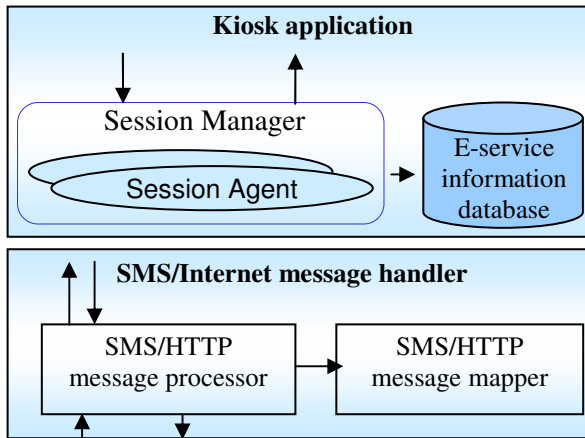 Kiosk application
Session Manager
Session Agent
E-service
information
database
SMS/Internet message handler
SMS/HTTP
message processor
SMS/HTTP
message mapper